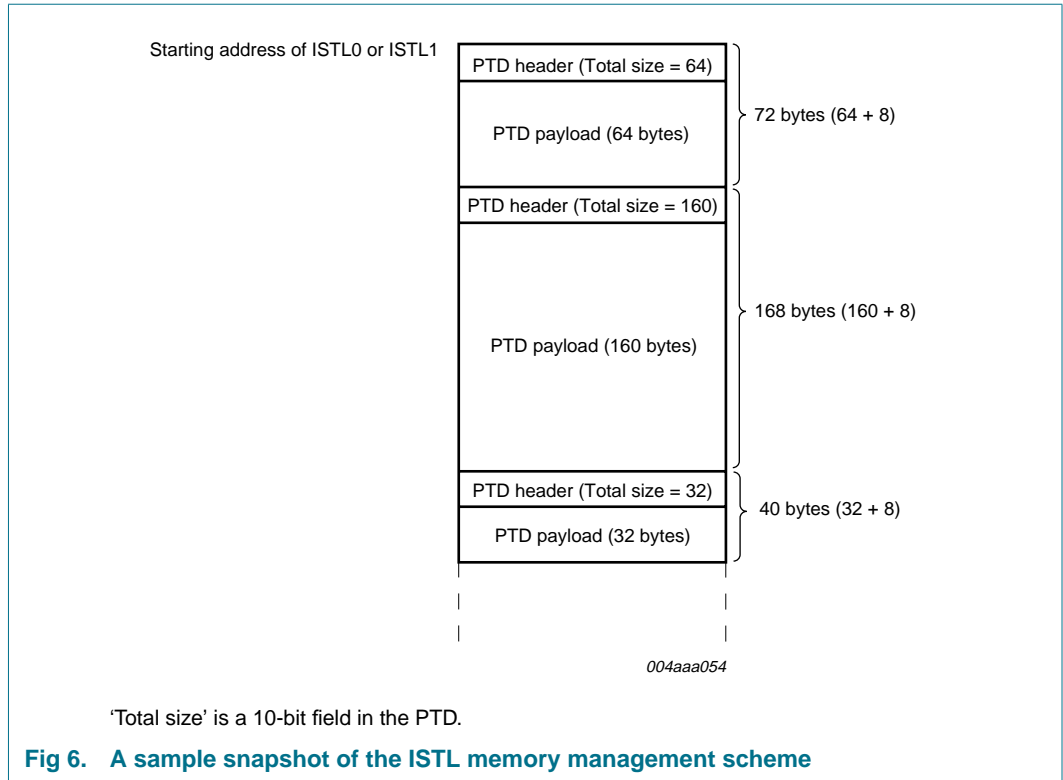 Starting address of ISTL0 or ISTL1
PTD header (Total size = 64)
PTD payload (64 bytes)
72 bytes (64 + 8)
PTD header (Total size = 160)
PTD payload (160 bytes)
168 bytes (160 + 8)
PTD header (Total size = 32)
PTD payload (32 bytes)
40 bytes (32 + 8)
004aaa054
‘Total size’ is a 10-bit field in the PTD.
Fig 6. A sample snapshot of the ISTL memory management scheme